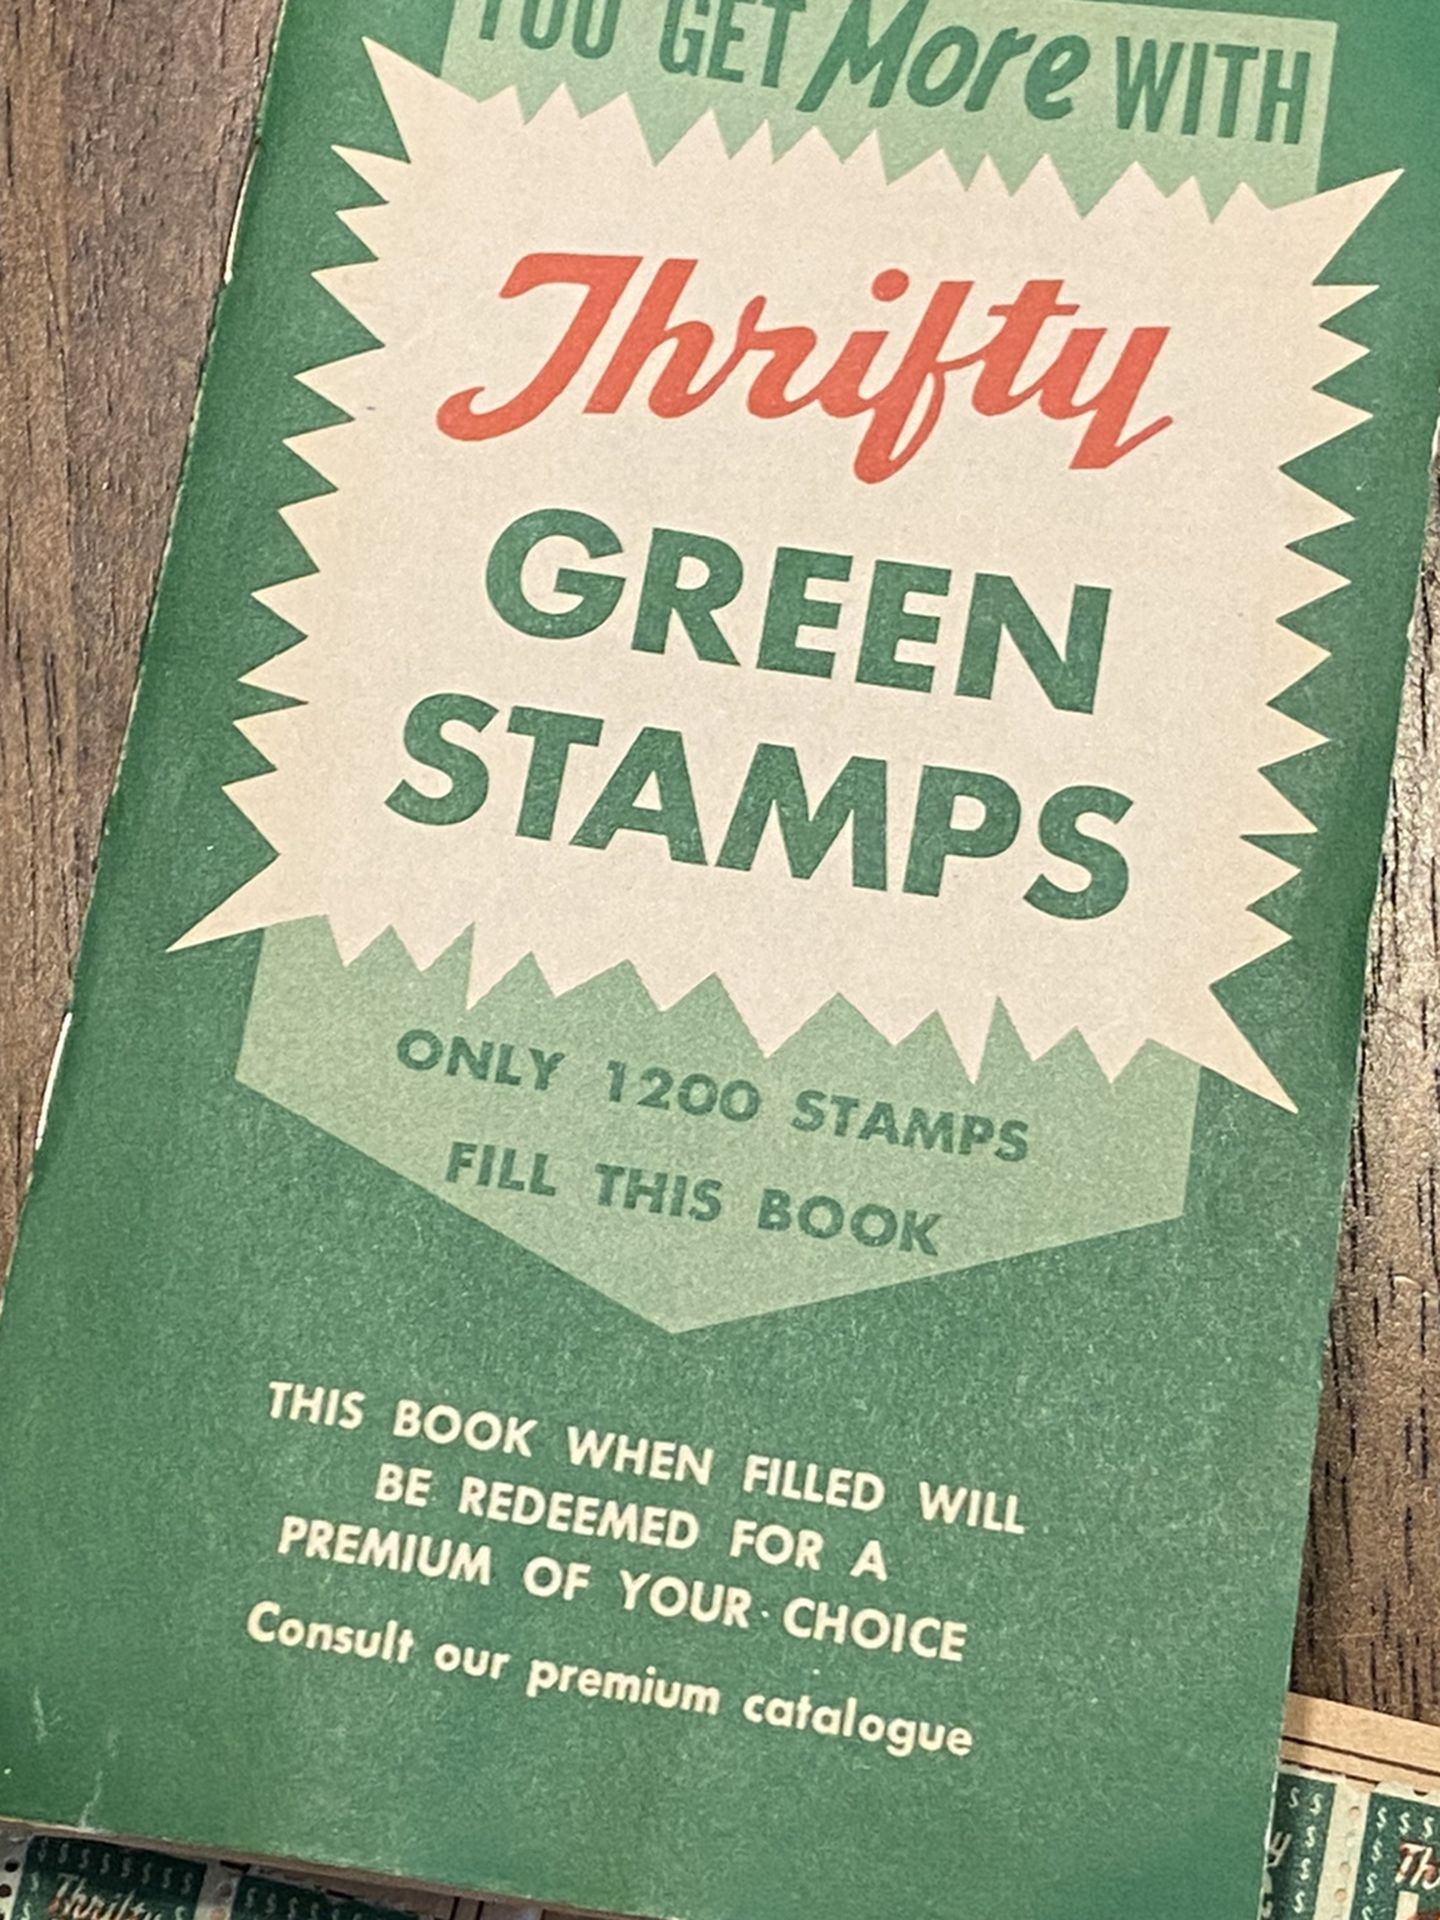 YOU GET More WITH
Thrifty
GREEN
STAMPS
ONLY 1200 STAMPS
FILL THIS BOOK
THIS BOOK WHEN FILLED WILL
BE REDEEMED FOR A
PREMIUM OF YOUR CHOICE
Consult our premium catalogue
Thrifty